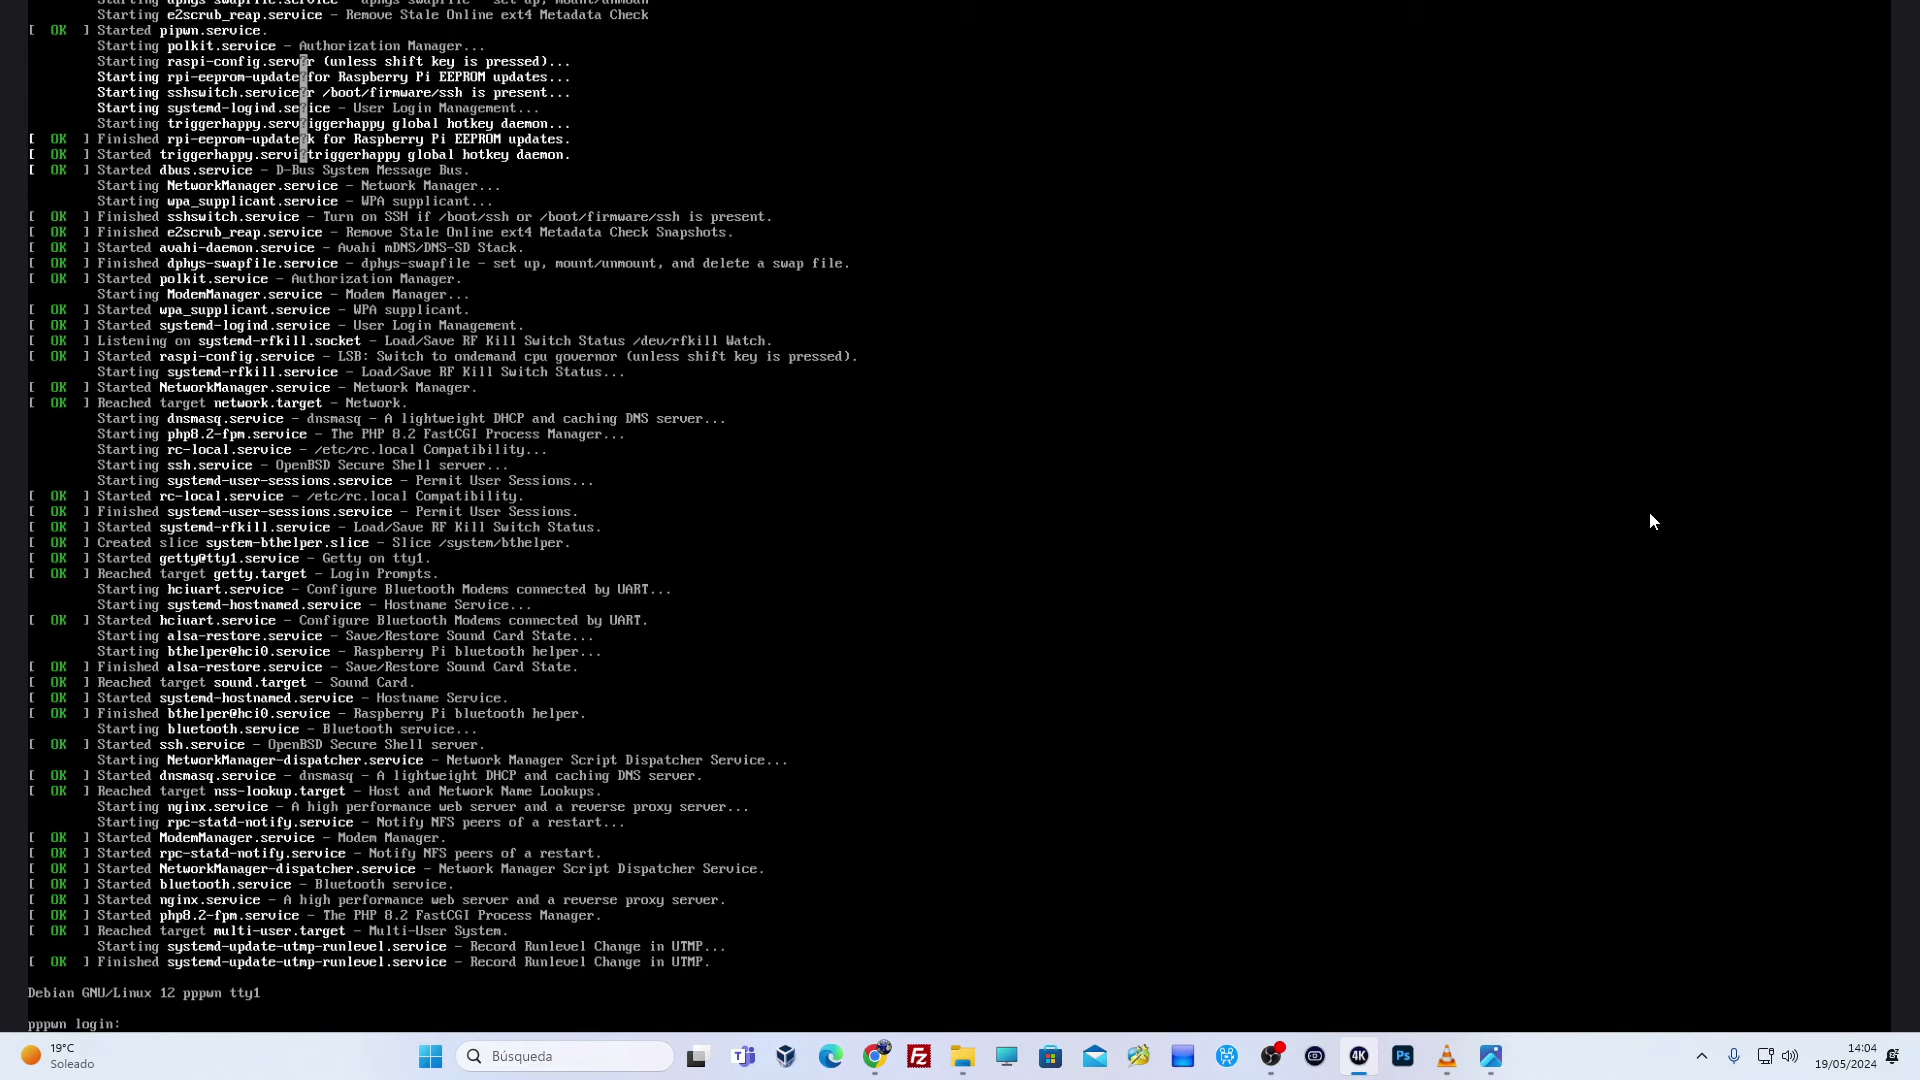 Starting dphys-swapfile - set up, mount/unmoun
Starting e2scrub_reap.service - Remove Stale Online ext4 Metadata Check
[  OK  ] Started pipwn.service.
Starting polkit.service - Authorization Manager...
Starting raspi-config.serv?r (unless shift key is pressed)...
Starting rpi-eeprom-update?for Raspberry Pi EEPROM updates...
Starting sshswitch.service?r /boot/firmware/ssh is present...
Starting systemd-logind.se?ice - User Login Management...
Starting triggerhappy.serv?iggerhappy global hotkey daemon...
[  OK  ] Finished rpi-eeprom-update?k for Raspberry Pi EEPROM updates.
[  OK  ] Started triggerhappy.servi?triggerhappy global hotkey daemon.
[  OK  ] Started dbus.service - D-Bus System Message Bus.
Starting NetworkManager.service - Network Manager...
Starting wpa_supplicant.service - WPA supplicant...
[  OK  ] Finished sshswitch.service - Turn on SSH if /boot/ssh or /boot/firmware/ssh is present.
[  OK  ] Finished e2scrub_reap.service - Remove Stale Online ext4 Metadata Check Snapshots.
[  OK  ] Started avahi-daemon.service - Avahi mDNS/DNS-SD Stack.
[  OK  ] Finished dphys-swapfile.service - dphys-swapfile - set up, mount/unmount, and delete a swap file.
[  OK  ] Started polkit.service - Authorization Manager.
Starting ModemManager.service - Modem Manager...
[  OK  ] Started wpa_supplicant.service - WPA supplicant.
[  OK  ] Started systemd-logind.service - User Login Management.
[  OK  ] Listening on systemd-rfkill.socket - Load/Save RF Kill Switch Status /dev/rfkill Watch.
[  OK  ] Started raspi-config.service - LSB: Switch to ondemand cpu governor (unless shift key is pressed).
Starting systemd-rfkill.service - Load/Save RF Kill Switch Status...
[  OK  ] Started NetworkManager.service - Network Manager.
[  OK  ] Reached target network.target - Network.
Starting dnsmasq.service - dnsmasq - A lightweight DHCP and caching DNS server...
Starting php8.2-fpm.service - The PHP 8.2 FastCGI Process Manager...
Starting rc-local.service - /etc/rc.local Compatibility...
Starting ssh.service - OpenBSD Secure Shell server...
Starting systemd-user-sessions.service - Permit User Sessions...
[  OK  ] Started rc-local.service - /etc/rc.local Compatibility.
[  OK  ] Finished systemd-user-sessions.service - Permit User Sessions.
[  OK  ] Started systemd-rfkill.service - Load/Save RF Kill Switch Status.
[  OK  ] Created slice system-bthelper.slice - Slice /system/bthelper.
[  OK  ] Started getty@tty1.service - Getty on tty1.
[  OK  ] Reached target getty.target - Login Prompts.
Starting hciuart.service - Configure Bluetooth Modems connected by UART...
Starting systemd-hostnamed.service - Hostname Service...
[  OK  ] Started hciuart.service - Configure Bluetooth Modems connected by UART.
Starting alsa-restore.service - Save/Restore Sound Card State...
Starting bthelper@hci0.service - Raspberry Pi bluetooth helper...
[  OK  ] Finished alsa-restore.service - Save/Restore Sound Card State.
[  OK  ] Reached target sound.target - Sound Card.
[  OK  ] Started systemd-hostnamed.service - Hostname Service.
[  OK  ] Finished bthelper@hci0.service - Raspberry Pi bluetooth helper.
Starting bluetooth.service - Bluetooth service...
[  OK  ] Started ssh.service - OpenBSD Secure Shell server.
Starting NetworkManager-dispatcher.service - Network Manager Script Dispatcher Service...
[  OK  ] Started dnsmasq.service - dnsmasq - A lightweight DHCP and caching DNS server.
[  OK  ] Reached target nss-lookup.target - Host and Network Name Lookups.
Starting nginx.service - A high performance web server and a reverse proxy server...
Starting rpc-statd-notify.service - Notify NFS peers of a restart...
[  OK  ] Started ModemManager.service - Modem Manager.
[  OK  ] Started rpc-statd-notify.service - Notify NFS peers of a restart.
[  OK  ] Started NetworkManager-dispatcher.service - Network Manager Script Dispatcher Service.
[  OK  ] Started bluetooth.service - Bluetooth service.
[  OK  ] Started nginx.service - A high performance web server and a reverse proxy server.
[  OK  ] Started php8.2-fpm.service - The PHP 8.2 FastCGI Process Manager.
[  OK  ] Reached target multi-user.target - Multi-User System.
Starting systemd-update-utmp-runlevel.service - Record Runlevel Change in UTMP...
[  OK  ] Finished systemd-update-utmp-runlevel.service - Record Runlevel Change in UTMP.
Debian GNU/Linux 12 pppwn tty1
pppwn login:
19°C
Soleado
Búsqueda
4K
Ps
14:04
19/05/2024